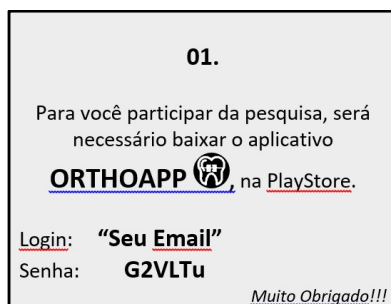 01.
Para você participar da pesquisa, será
necessário baixar o aplicativo
ORTHOAPP, na PlayStore.
Login: “Seu Email”
Senha: G2VLTu
Muito Obrigado!!!